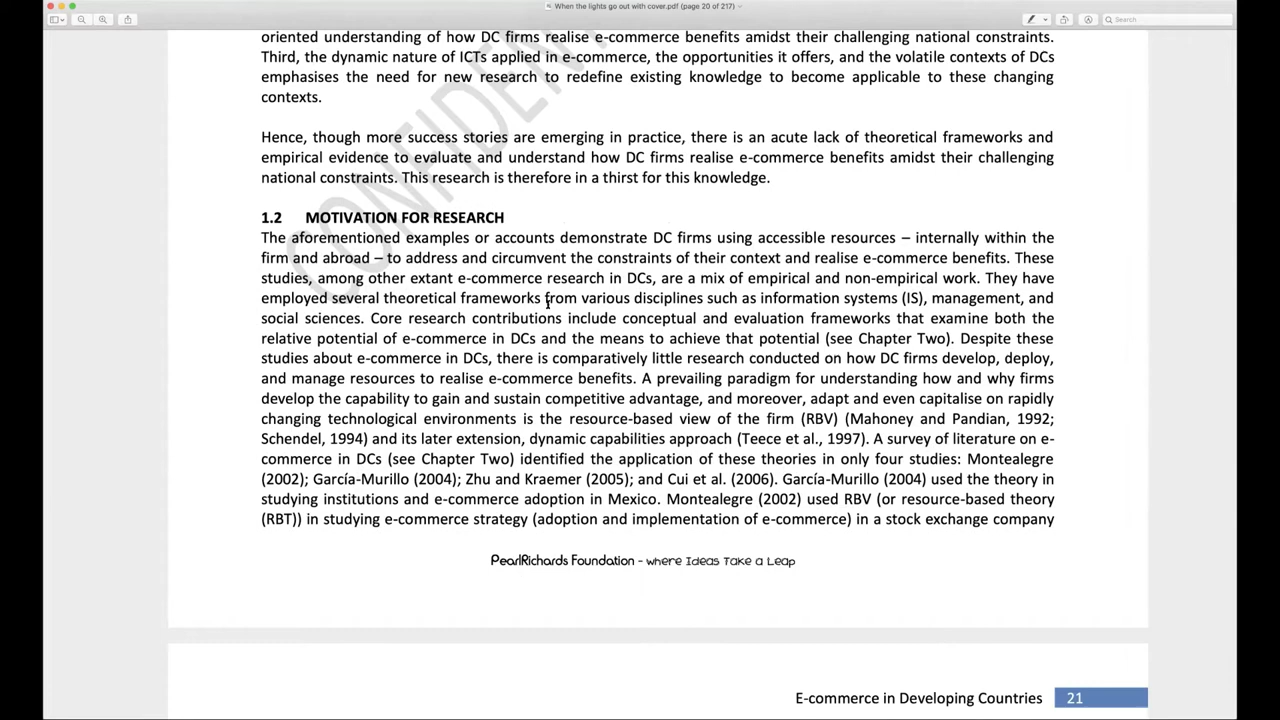 When the lights go out with cover.pdf (page 20 of 217)
Search
oriented understanding of how DC firms realise e-commerce benefits amidst their challenging national constraints.
Third, the dynamic nature of ICTs applied in e-commerce, the opportunities it offers, and the volatile contexts of DCs
emphasises the need for new research to redefine existing knowledge to become applicable to these changing
contexts.
Hence, though more success stories are emerging in practice, there is an acute lack of theoretical frameworks and
empirical evidence to evaluate and understand how DC firms realise e-commerce benefits amidst their challenging
national constraints. This research is therefore in a thirst for this knowledge.
1.2 MOTIVATION FOR RESEARCH
The aforementioned examples or accounts demonstrate DC firms using accessible resources – internally within the
firm and abroad – to address and circumvent the constraints of their context and realise e-commerce benefits. These
studies, among other extant e-commerce research in DCs, are a mix of empirical and non-empirical work. They have
employed several theoretical frameworks from various disciplines such as information systems (IS), management, and
social sciences. Core research contributions include conceptual and evaluation frameworks that examine both the
relative potential of e-commerce in DCs and the means to achieve that potential (see Chapter Two). Despite these
studies about e-commerce in DCs, there is comparatively little research conducted on how DC firms develop, deploy,
and manage resources to realise e-commerce benefits. A prevailing paradigm for understanding how and why firms
develop the capability to gain and sustain competitive advantage, and moreover, adapt and even capitalise on rapidly
changing technological environments is the resource-based view of the firm (RBV) (Mahoney and Pandian, 1992;
Schendel, 1994) and its later extension, dynamic capabilities approach (Teece et al., 1997). A survey of literature on e-
commerce in DCs (see Chapter Two) identified the application of these theories in only four studies: Montealegre
(2002); García-Murillo (2004); Zhu and Kraemer (2005); and Cui et al. (2006). García-Murillo (2004) used the theory in
studying institutions and e-commerce adoption in Mexico. Montealegre (2002) used RBV (or resource-based theory
(RBT)) in studying e-commerce strategy (adoption and implementation of e-commerce) in a stock exchange company
PearlRichards Foundation - where Ideas Take a Leap
E-commerce in Developing Countries 21
CONFIDENT